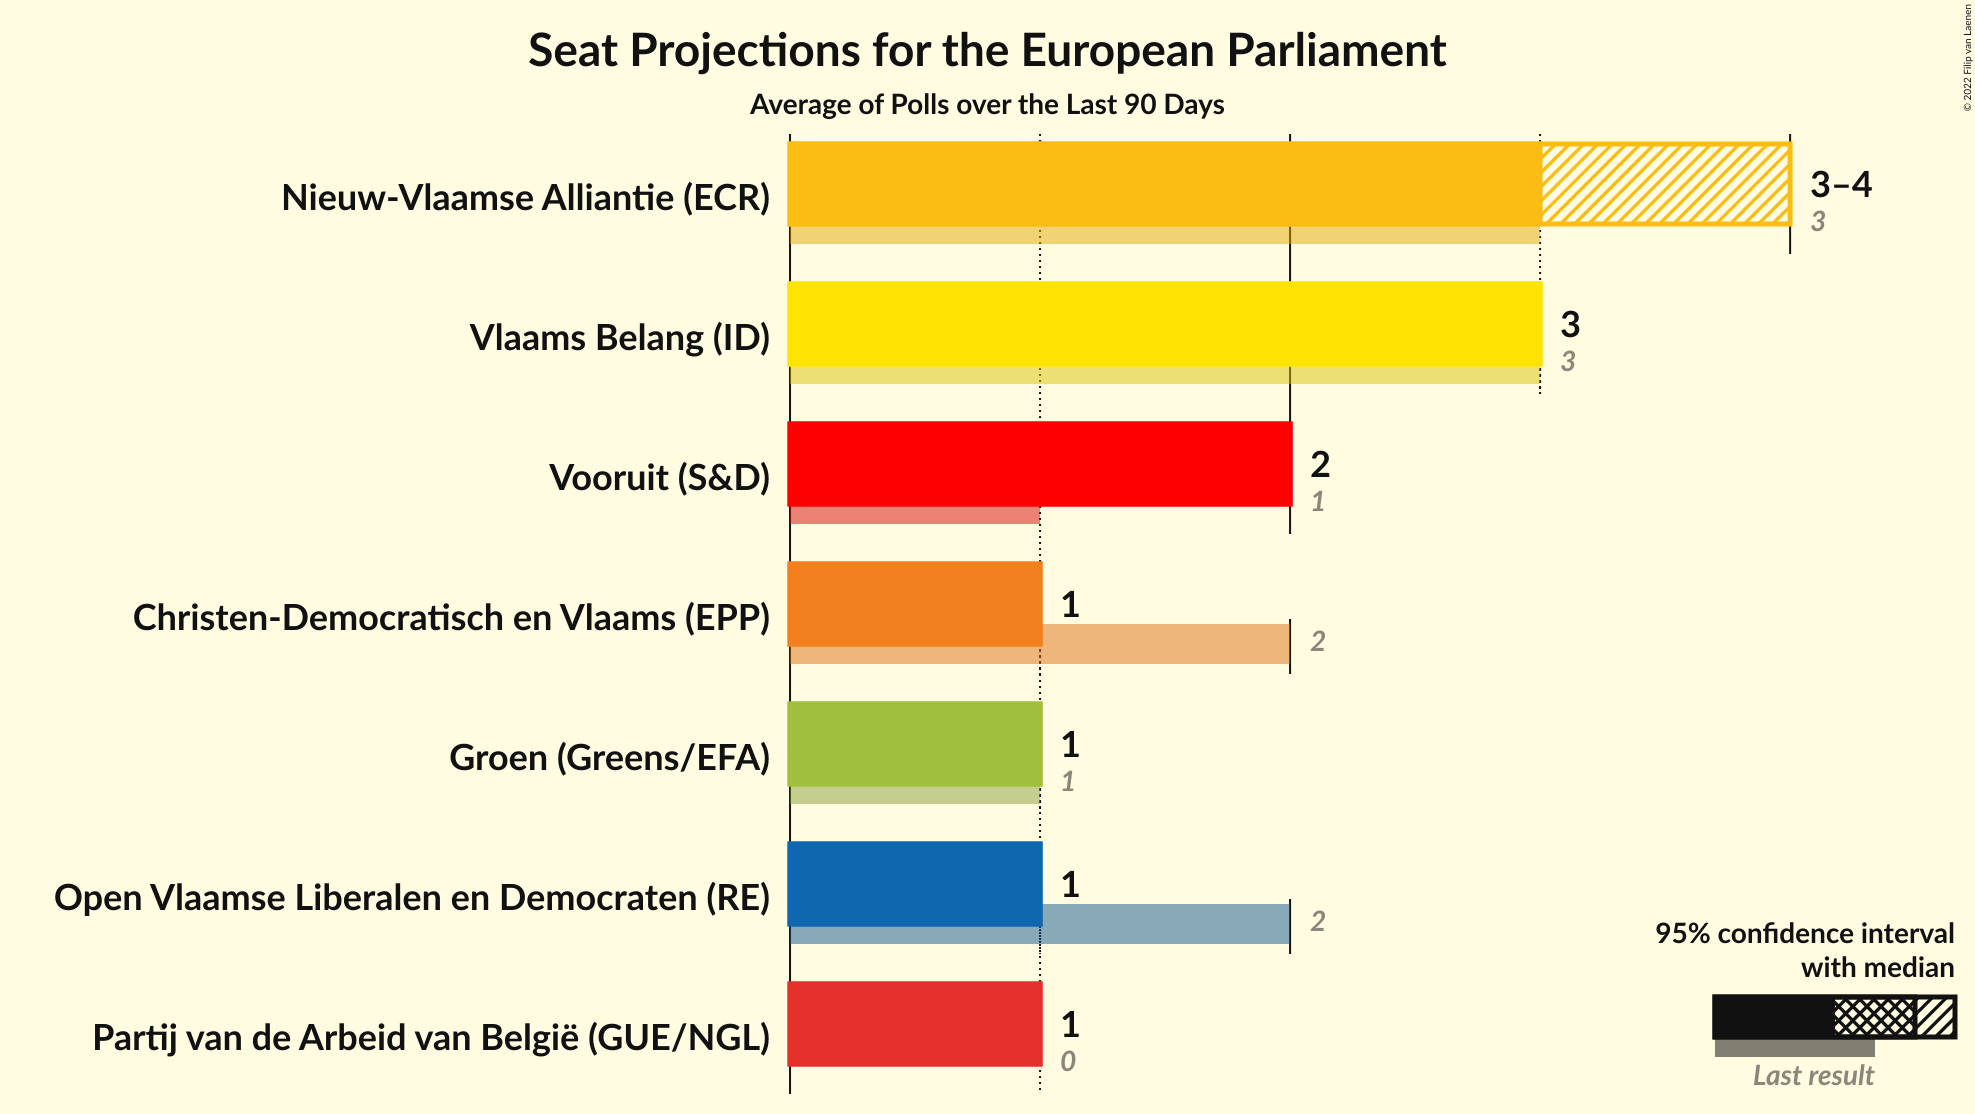 Seat Projections for the European Parliament
Average of Polls over the Last 90 Days
© 2022 Filip van Laenen
Nieuw-Vlaamse Alliantie (ECR)
3–4
3
Vlaams Belang (ID)
3
3
Vooruit (S&D)
2
1
Christen-Democratisch en Vlaams (EPP)
1
2
Groen (Greens/EFA)
1
1
Open Vlaamse Liberalen en Democraten (RE)
1
2
Partij van de Arbeid van België (GUE/NGL)
1
0
95% confidence interval
with median
Last result